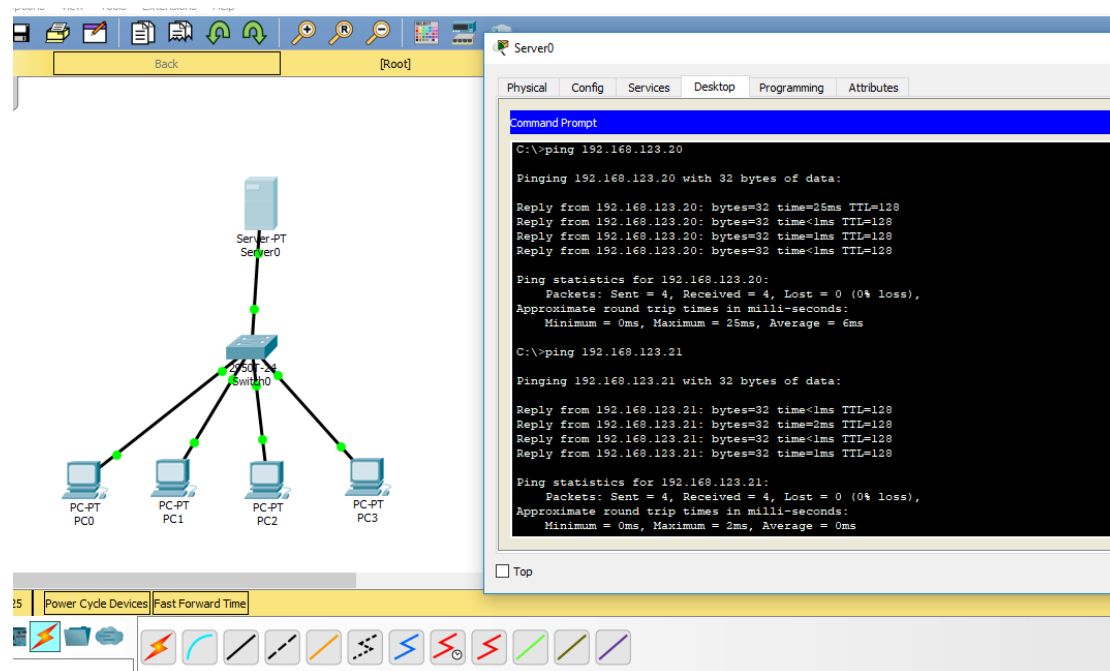 View
Tools
Extensions
Help
Back
[Root]
Server-PT
Server0
2950T-24
Switch0
PC-PT
PC0
PC-PT
PC1
PC-PT
PC2
PC-PT
PC3
Server0
Physical Config Services Desktop Programming Attributes
Command Prompt
C:\>ping 192.168.123.20
Pinging 192.168.123.20 with 32 bytes of data:
Reply from 192.168.123.20: bytes=32 time=25ms TTL=128
Reply from 192.168.123.20: bytes=32 time<1ms TTL=128
Reply from 192.168.123.20: bytes=32 time=1ms TTL=128
Reply from 192.168.123.20: bytes=32 time<1ms TTL=128
Ping statistics for 192.168.123.20:
Packets: Sent = 4, Received = 4, Lost = 0 (0% loss),
Approximate round trip times in milli-seconds:
Minimum = 0ms, Maximum = 25ms, Average = 6ms
C:\>ping 192.168.123.21
Pinging 192.168.123.21 with 32 bytes of data:
Reply from 192.168.123.21: bytes=32 time<1ms TTL=128
Reply from 192.168.123.21: bytes=32 time=2ms TTL=128
Reply from 192.168.123.21: bytes=32 time<1ms TTL=128
Reply from 192.168.123.21: bytes=32 time=1ms TTL=128
Ping statistics for 192.168.123.21:
Packets: Sent = 4, Received = 4, Lost = 0 (0% loss),
Approximate round trip times in milli-seconds:
Minimum = 0ms, Maximum = 2ms, Average = 0ms
Top
25 Power Cycle Devices Fast Forward Time